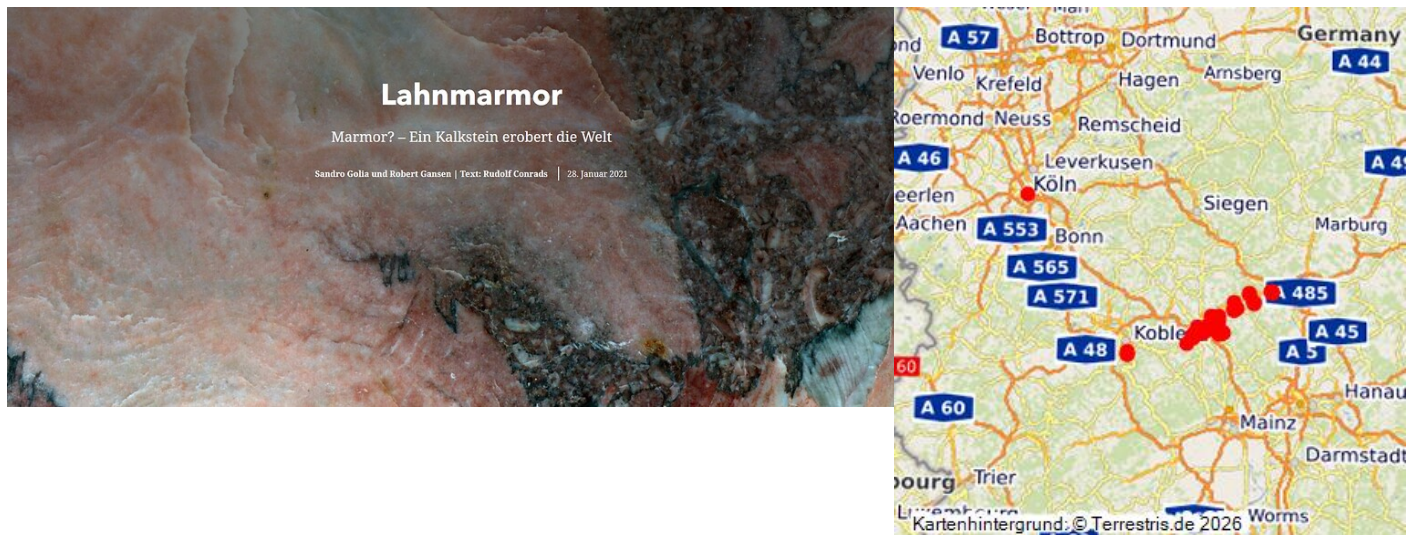 Lahnmarmor
Marmor? – Ein Kalkstein erobert die Welt
Sandro Golia und Robert Gansen | Text: Rudolf Conrads | 28. Januar 2021
A 57
Bottrop
Dortmund
Germany
A 44
Venlo
Krefeld
Hagen
Arnsberg
Roermond
Neuss
Remscheid
A 46
Leverkusen
Köln
Siegen
Aachen
A 553
Bonn
Marburg
A 565
A 571
A 485
Koble
A 48
A 45
A 5
60
A 60
Hanau
Mainz
Darmstadt
Trier
Worms
Kartenhintergrund: © Terrestris.de 2026